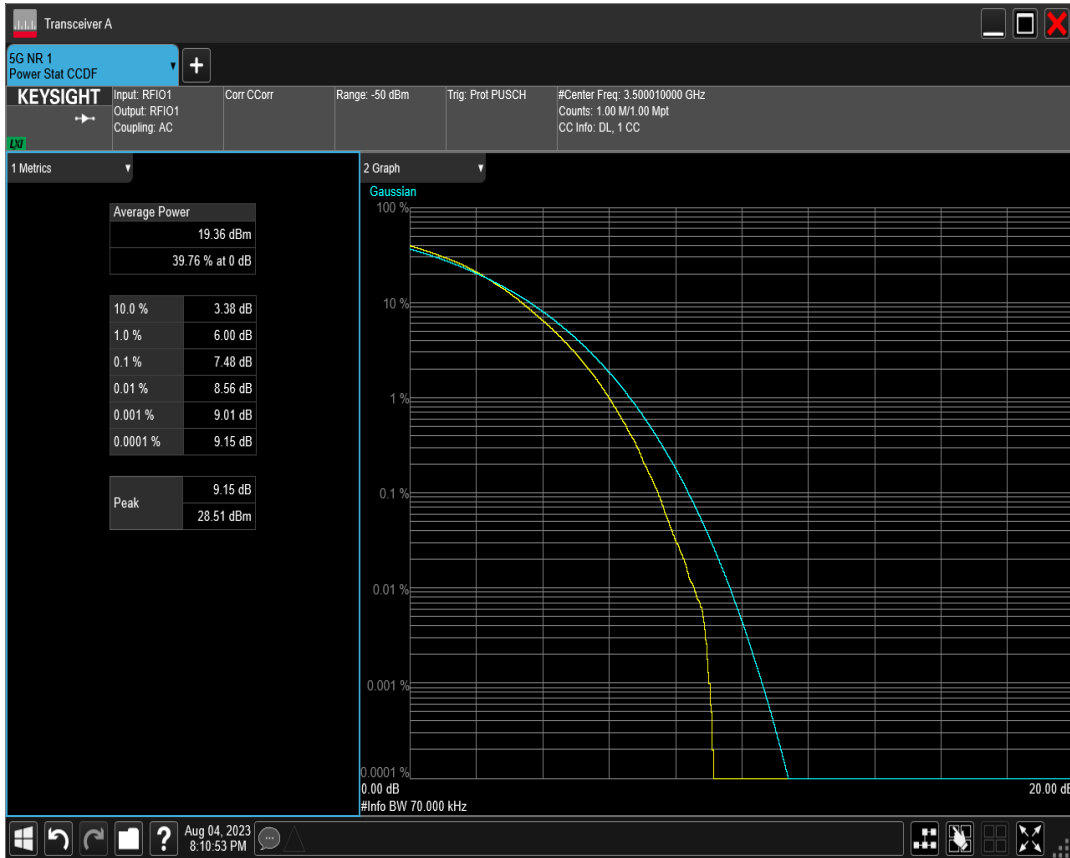 Transceiver A
5G NR 1
Power Stat CCDF
+
KEYSIGHT
LXI
Input: RFIO1
Output: RFIO1
Coupling: AC
Corr CCorr
Range: -50 dBm
Trig: Prot PUSCH
#Center Freq: 3.500010000 GHz
Counts: 1.00 M/1.00 Mpt
CC Info: DL, 1 CC
1 Metrics
Average Power
19.36 dBm
39.76 % at 0 dB
10.0 % 3.38 dB
1.0 % 6.00 dB
0.1 % 7.48 dB
0.01 % 8.56 dB
0.001 % 9.01 dB
0.0001 % 9.15 dB
Peak 9.15 dB
28.51 dBm
2 Graph
Gaussian
100 %
10 %
1 %
0.1 %
0.01 %
0.001 %
0.0001 %
0.00 dB 20.00 dB
#Info BW 70.000 kHz
?
Aug 04, 2023
8:10:53 PM